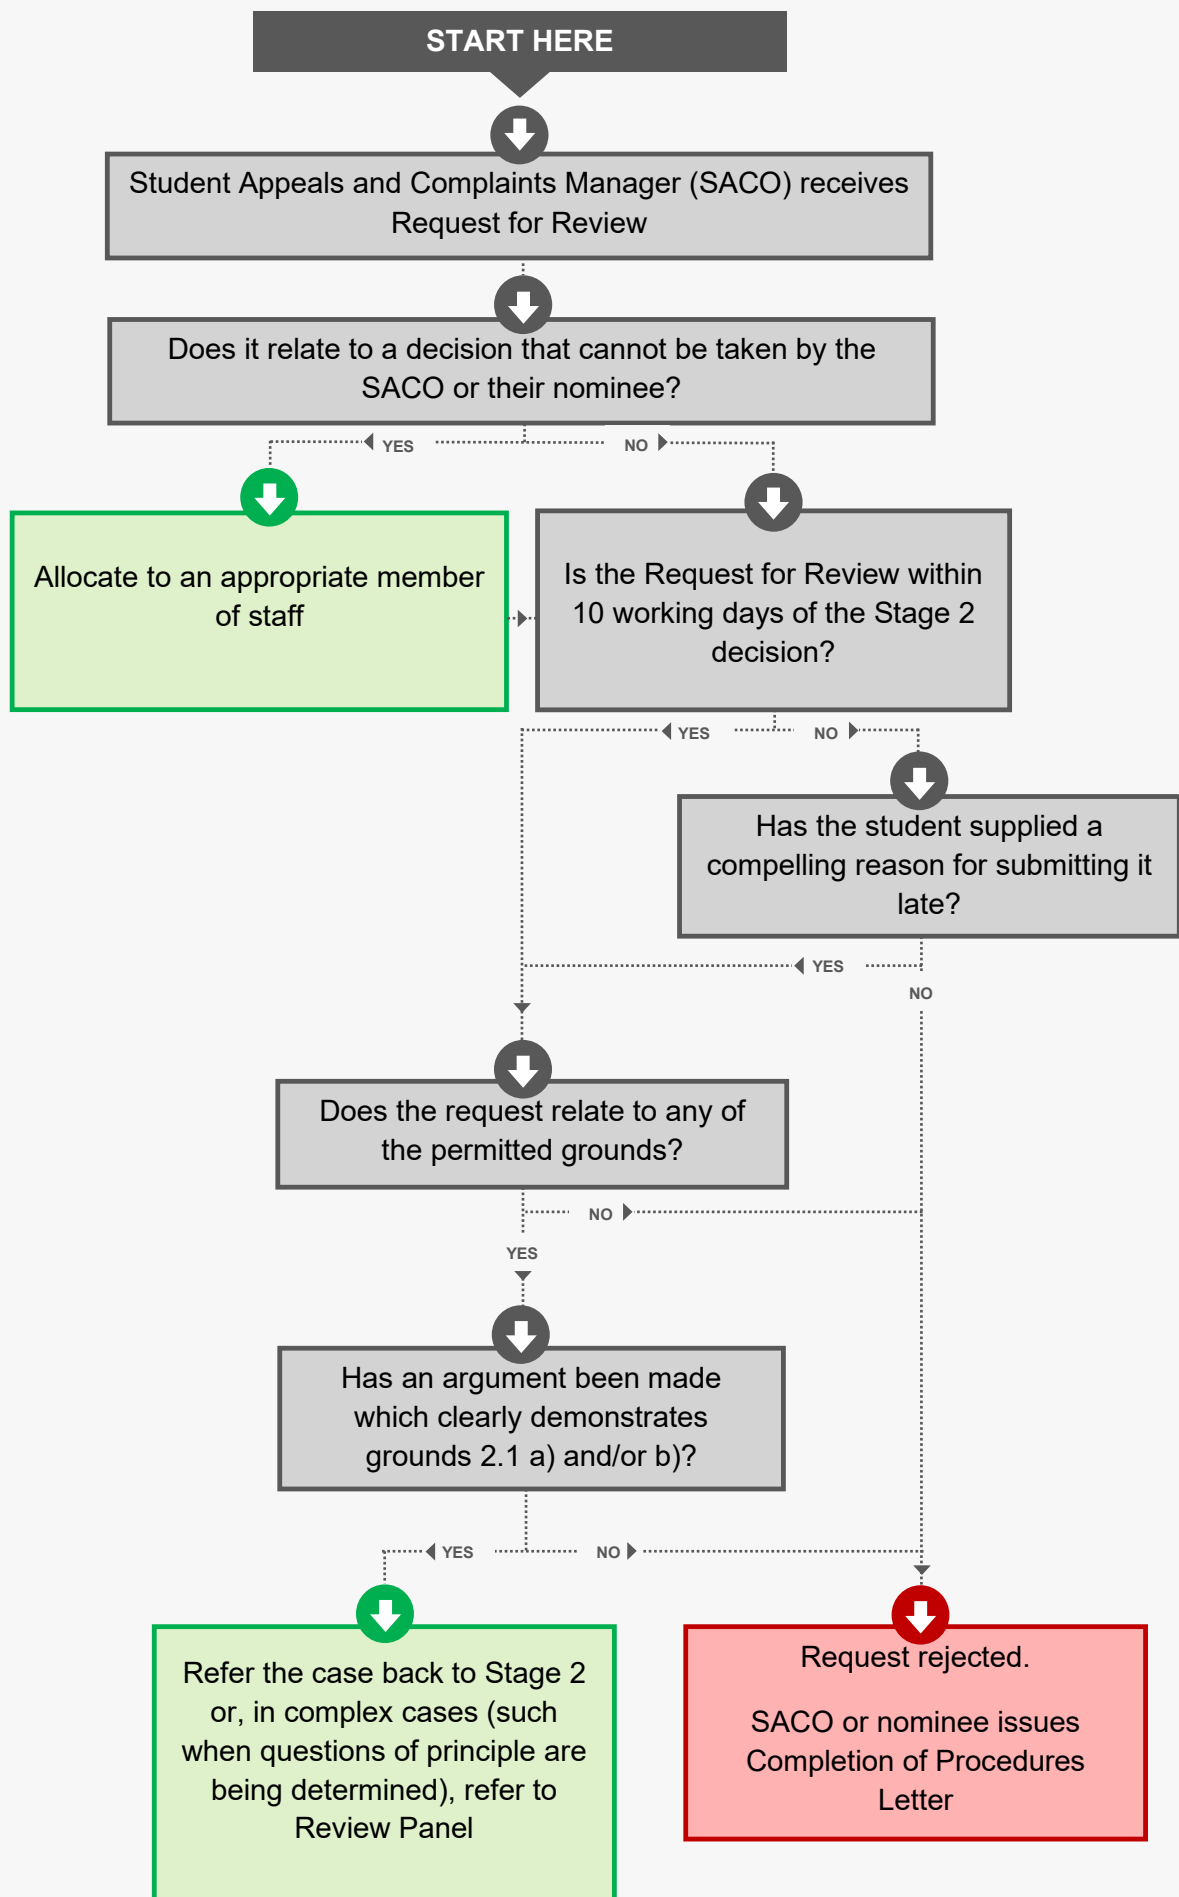 START HERE
Student Appeals and Complaints Manager (SACO) receives
Request for Review
Does it relate to a decision that cannot be taken by the
SACO or their nominee?
YES
NO
Allocate to an appropriate member
of staff
Is the Request for Review within
10 working days of the Stage 2
decision?
YES
NO
Has the student supplied a
compelling reason for submitting it
late?
YES
NO
Does the request relate to any of
the permitted grounds?
NO
YES
Has an argument been made
which clearly demonstrates
grounds 2.1 a) and/or b)?
YES
NO
Refer the case back to Stage 2
or, in complex cases (such
when questions of principle are
being determined), refer to
Review Panel
Request rejected.
SACO or nominee issues
Completion of Procedures
Letter